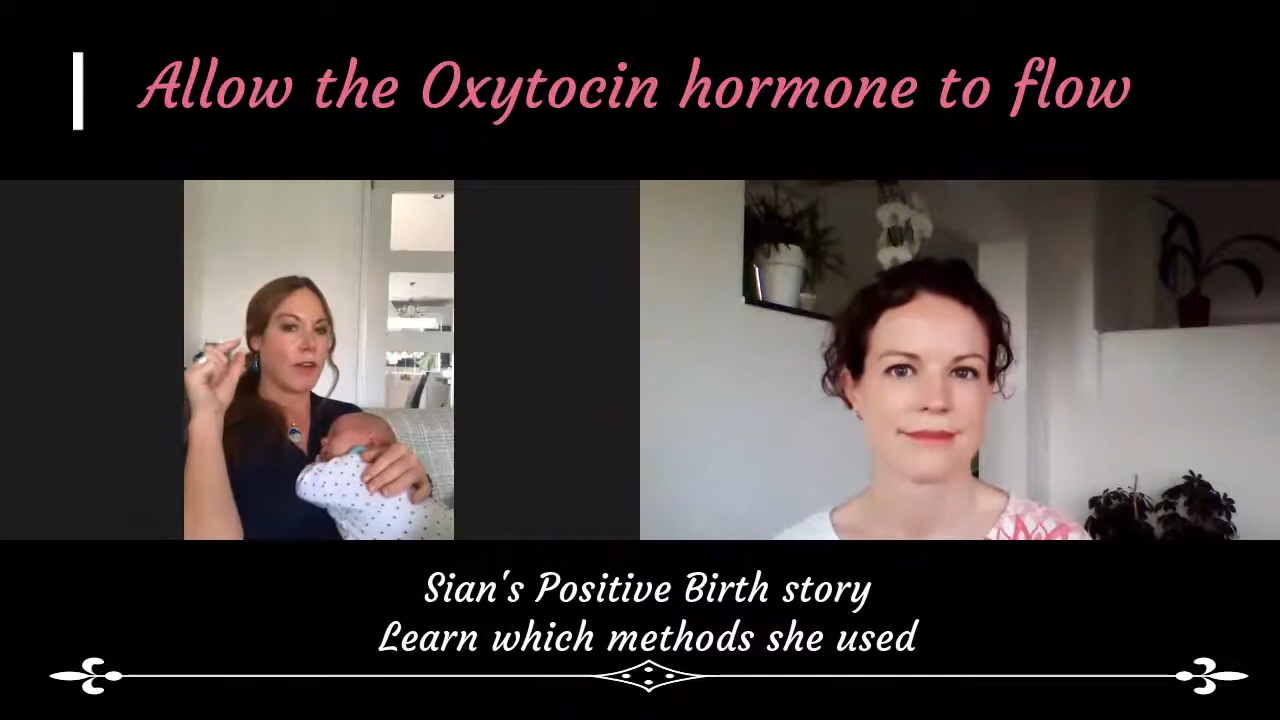 Allow the Oxytocin hormone to flow
Sian's Positive Birth story
Learn which methods she used